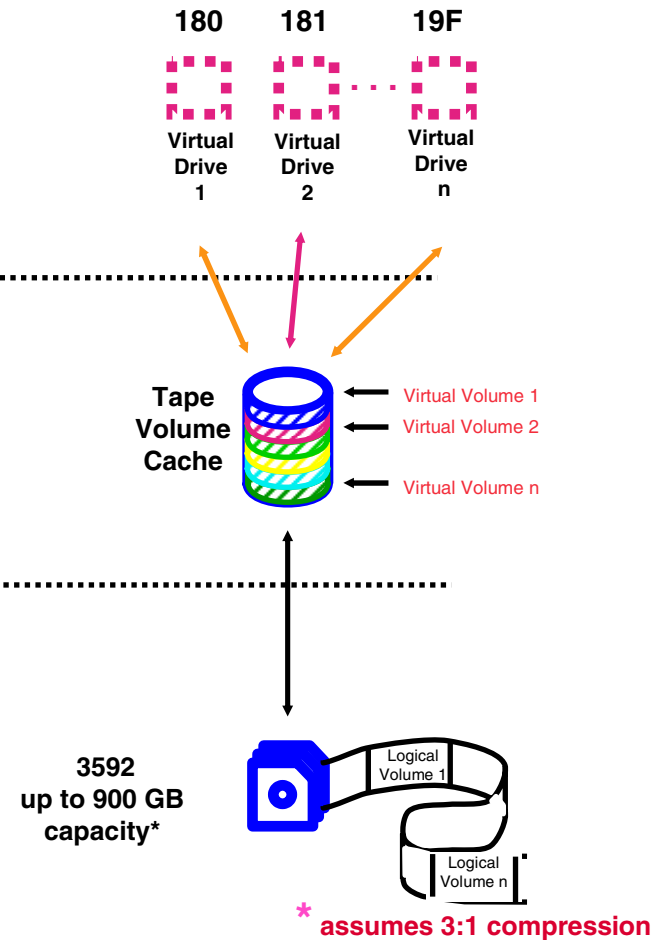 180 181 19F
Virtual Drive 1
Virtual Drive 2
Virtual Drive n
Tape
Volume
Cache
Virtual Volume 1
Virtual Volume 2
Virtual Volume n
3592
up to 900 GB
capacity*
Logical
Volume 1
Logical
Volume n
* assumes 3:1 compression